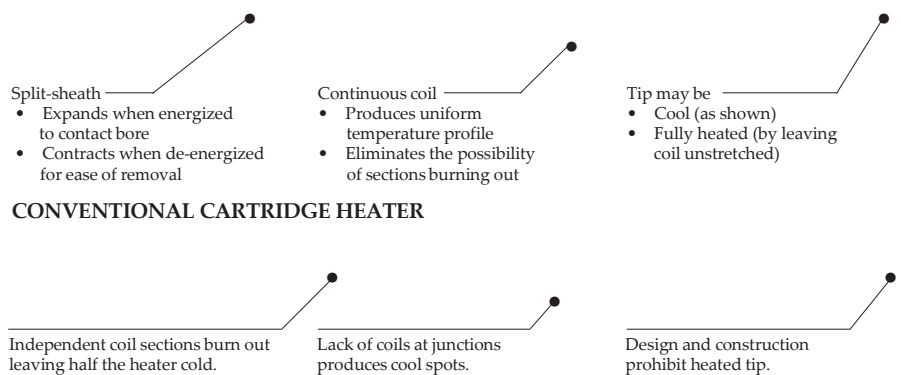 Split-sheath
• Expands when energized
to contact bore
• Contracts when de-energized
for ease of removal
Continuous coil
• Produces uniform
temperature profile
• Eliminates the possibility
of sections burning out
Tip may be
• Cool (as shown)
• Fully heated (by leaving
coil unstretched)
CONVENTIONAL CARTRIDGE HEATER
Independent coil sections burn out
leaving half the heater cold.
Lack of coils at junctions
produces cool spots.
Design and construction
prohibit heated tip.